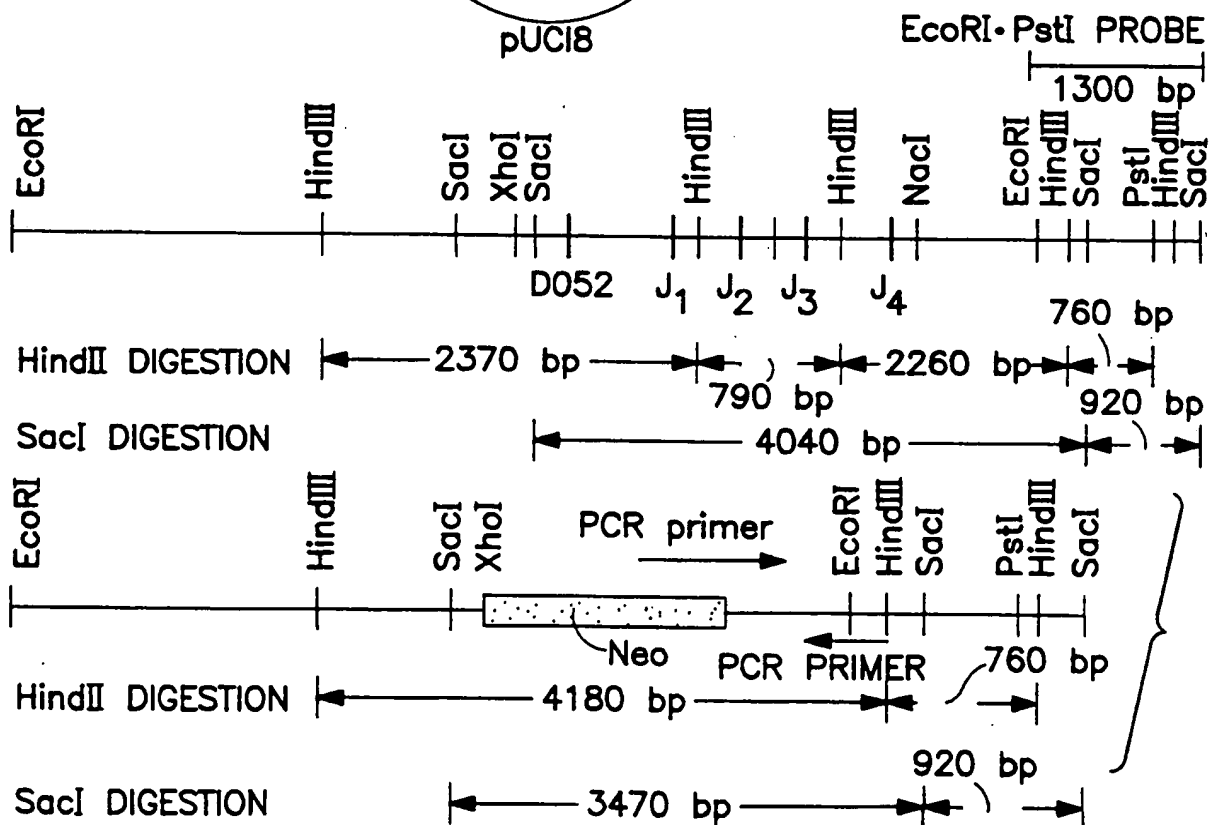 pUC18
EcoRI•PstI PROBE
1300 bp
EcoRI
HindIII
SacI
XhoI
SacI
HindIII
HindIII
NacI
EcoRI
HindIII
SacI
PstI
HindIII
SacI
D052
J1
J2
J3
J4
760 bp
HindII DIGESTION
2370 bp
790 bp
2260 bp
920 bp
SacI DIGESTION
4040 bp
EcoRI
HindIII
SacI
XhoI
PCR primer
EcoRI
HindIII
SacI
PstI
HindIII
SacI
Neo
PCR PRIMER
760 bp
HindII DIGESTION
4180 bp
920 bp
SacI DIGESTION
3470 bp